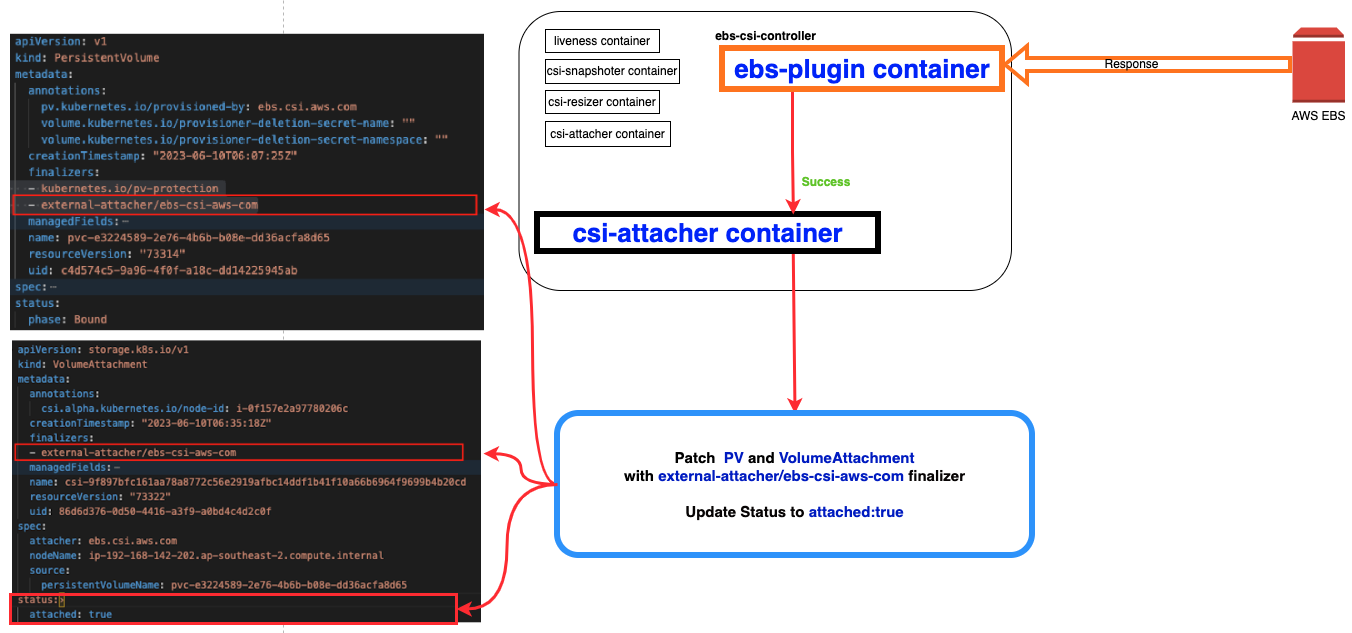 apiVersion: v1
kind: PersistentVolume
metadata:
annotations:
pv.kubernetes.io/provisioned-by: ebs.csi.aws.com
volume.kubernetes.io/provisioner-deletion-secret-name: ""
volume.kubernetes.io/provisioner-deletion-secret-namespace: ""
creationTimestamp: "2023-06-10T06:07:25Z"
finalizers:
- kubernetes.io/pv-protection
- external-attacher/ebs-csi-aws-com
managedFields:
name: pvc-e3224589-2e76-4b6b-b08e-dd36acfa8d65
resourceVersion: "73314"
uid: c4d574c5-9a96-4f0f-a18c-dd14225945ab
spec:
status:
phase: Bound
apiVersion: storage.k8s.io/v1
kind: VolumeAttachment
metadata:
annotations:
csi.alpha.kubernetes.io/node-id: i-0f157e2a97780206c
creationTimestamp: "2023-06-10T06:35:18Z"
finalizers:
- external-attacher/ebs-csi-aws-com
managedFields:
name: csi-9f897bfc161aa78a8772c56e2919afbc14ddf1b41f10a66b6964f9699b4b20cd
resourceVersion: "73322"
uid: 86d6d376-0d50-4416-a3f9-a0bd4c4d2c0f
spec:
attacher: ebs.csi.aws.com
nodeName: ip-192-168-142-202.ap-southeast-2.compute.internal
source:
persistentVolumeName: pvc-e3224589-2e76-4b6b-b08e-dd36acfa8d65
status:
attached: true
liveness container
csi-snapshoter container
csi-resizer container
csi-attacher container
ebs-csi-controller
ebs-plugin container
Response
AWS EBS
Success
csi-attacher container
Patch PV and VolumeAttachment
with external-attacher/ebs-csi-aws-com finalizer
Update Status to attached:true